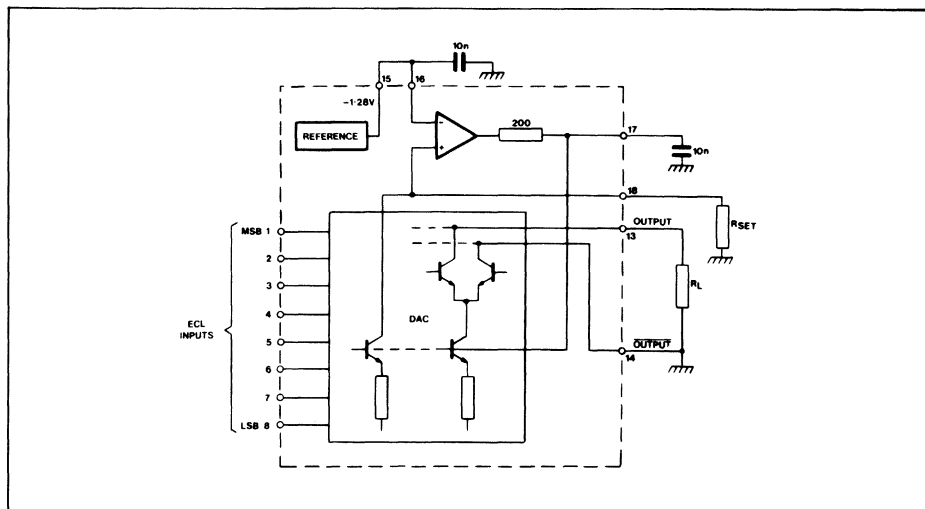 10n
15
16
-1·28V
REFERENCE
-
+
200
17
10n
18
RSET
OUTPUT
13
MSB 1
2
3
4
5
6
7
LSB 8
ECL
INPUTS
DAC
RL
OUTPUT
14